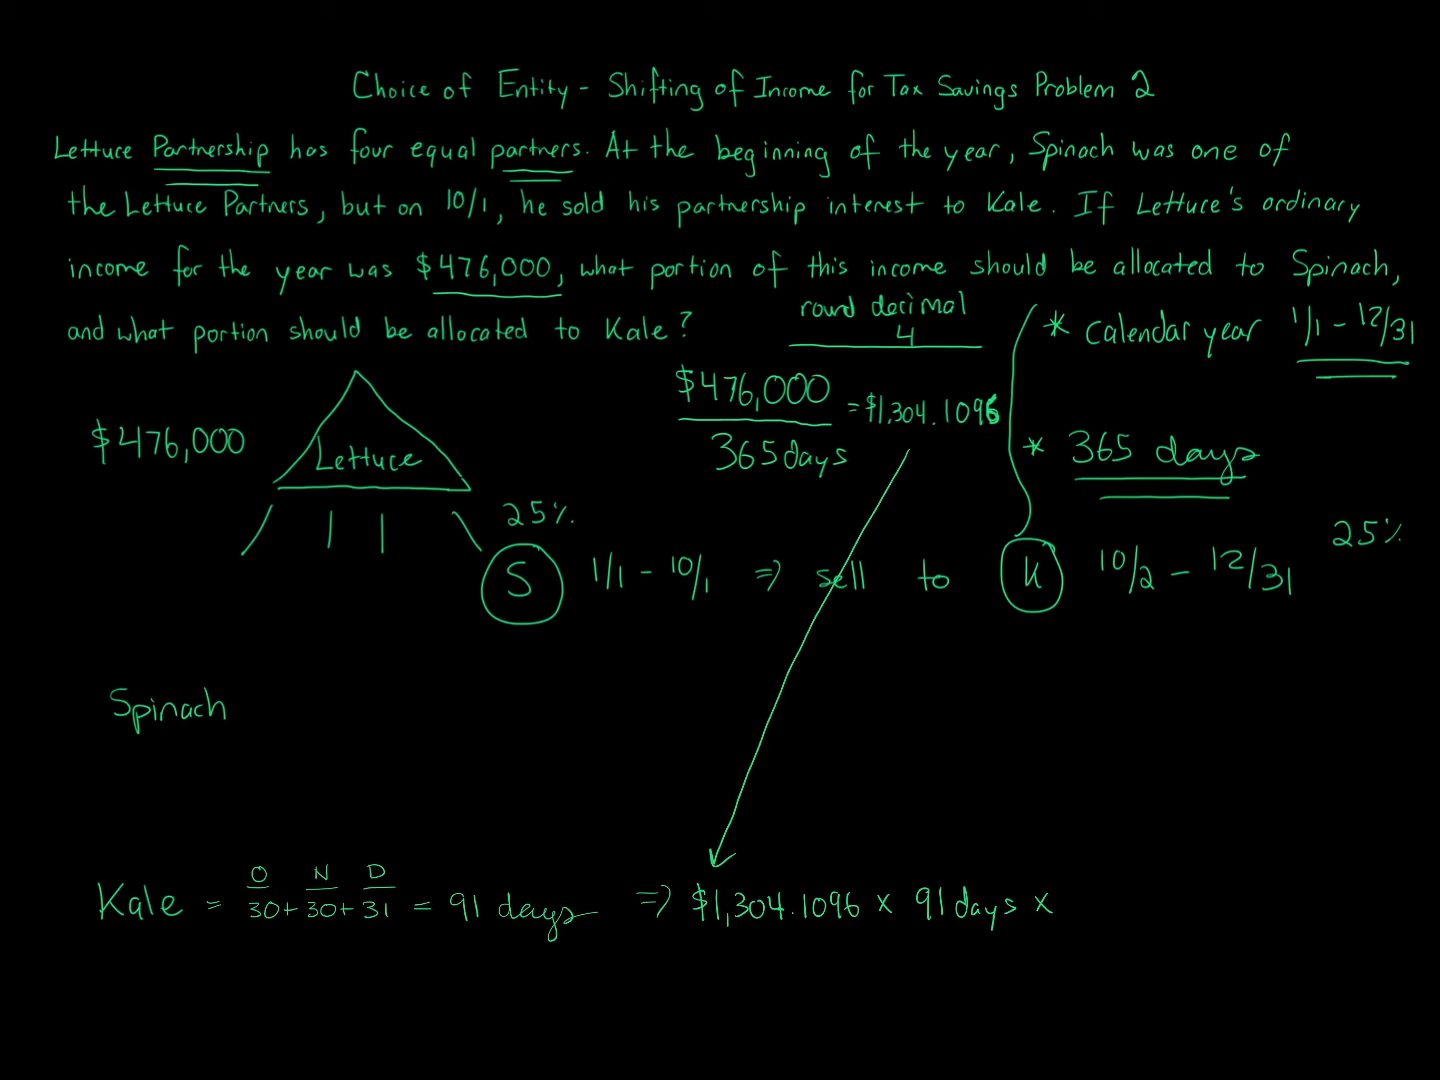 Choice of Entity - Shifting of Income for Tax Savings Problem 2
Lettuce Partnership has four equal partners. At the beginning of the year, Spinach was one of
the Lettuce Partners, but on 10/1, he sold his partnership interest to Kale. If Lettuce's ordinary
income for the year was $476,000, what portion of this income should be allocated to Spinach,
and what portion should be allocated to Kale?
round decimal
4
* Calendar year 1/1 - 12/31
$476,000
Lettuce
$476,000
365 days
= $1,304.1096
* 365 days
25%
25%
S 1/1 - 10/1 => sell to K 10/2 - 12/31
Spinach
O N D
Kale = 30 + 30 + 31 = 91 days => $1,304.1096 x 91 days x